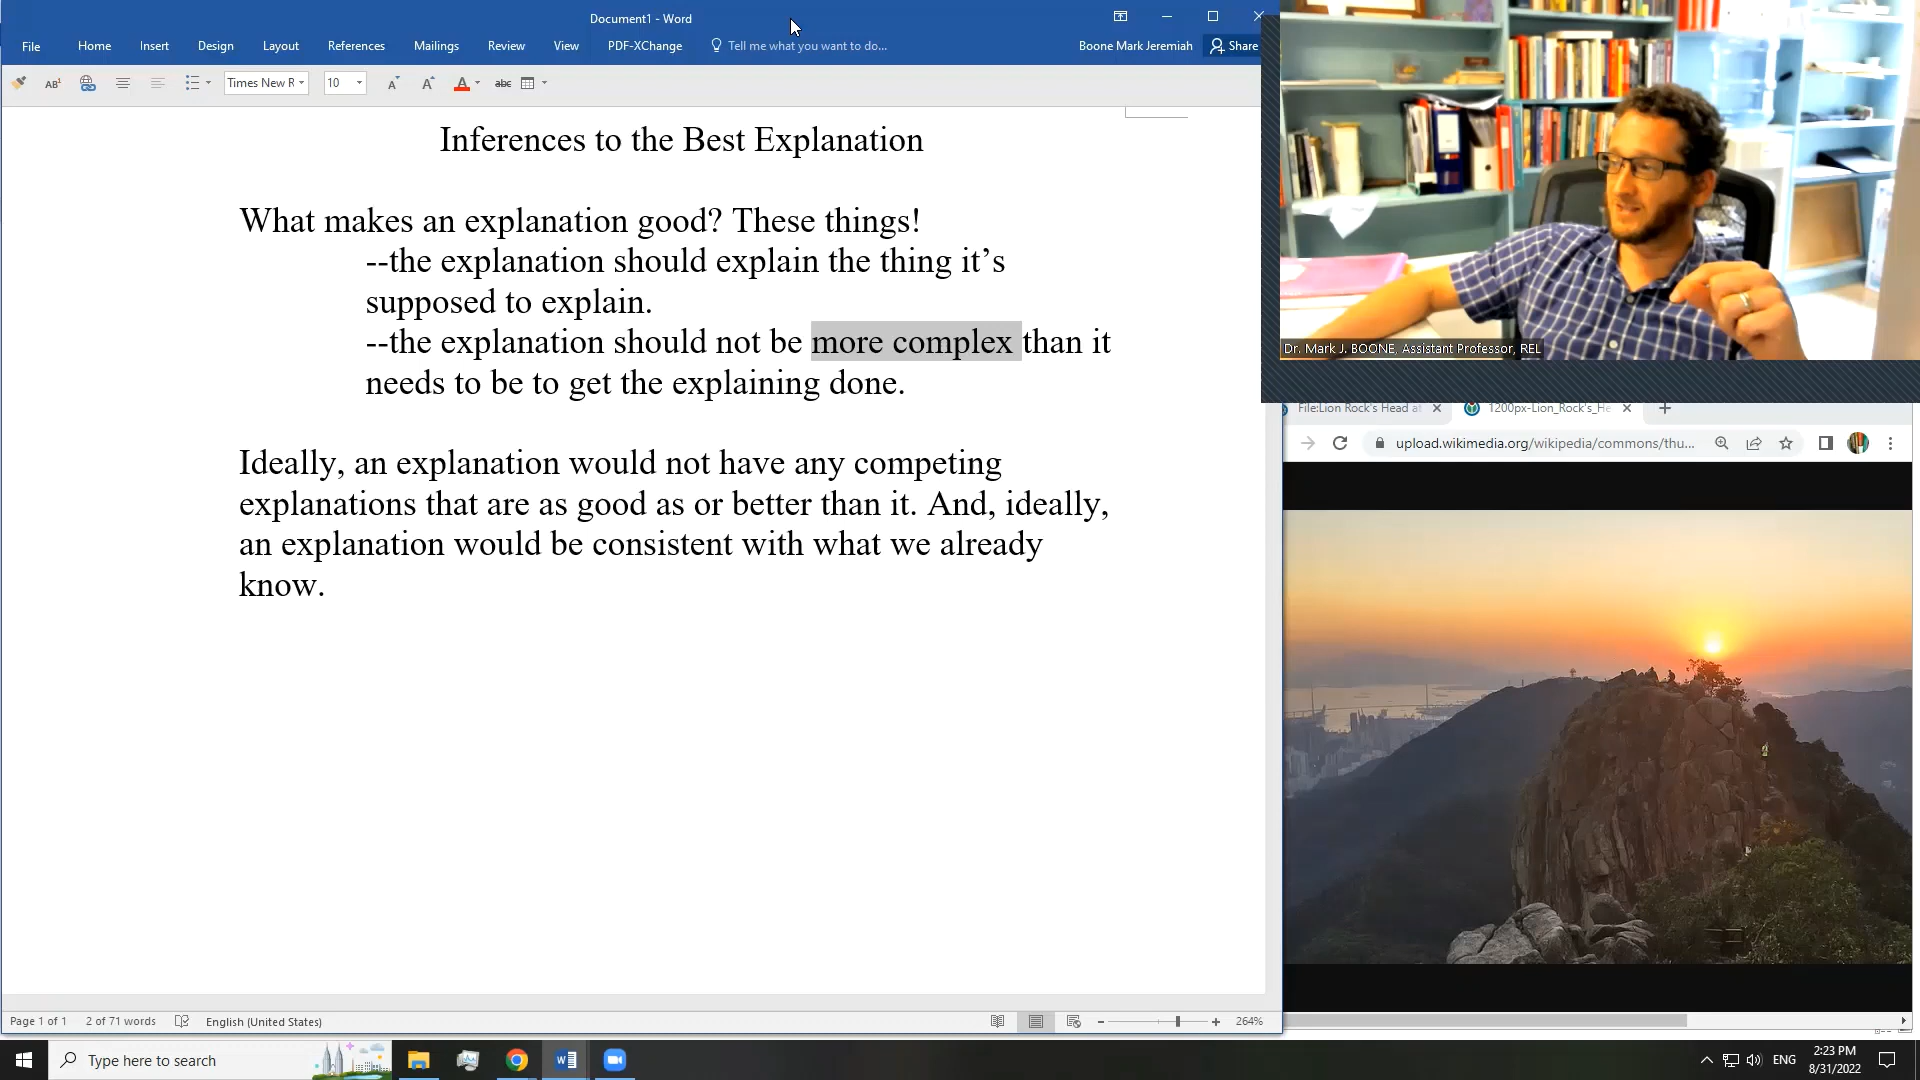 Document1 - Word
File Home Insert Design Layout References Mailings Review View PDF-XChange Tell me what you want to do... Boone Mark Jeremiah Share
Times New R 10
Inferences to the Best Explanation
What makes an explanation good? These things!
--the explanation should explain the thing it’s
supposed to explain.
--the explanation should not be more complex than it
needs to be to get the explaining done.
Ideally, an explanation would not have any competing
explanations that are as good as or better than it. And, ideally,
an explanation would be consistent with what we already
know.
Page 1 of 1 2 of 71 words English (United States) 264%
Dr. Mark J. BOONE, Assistant Professor, REL
File:Lion Rock's Head at 1200px-Lion_Rock's_He
upload.wikimedia.org/wikipedia/commons/thu...
Type here to search
ENG
2:23 PM
8/31/2022